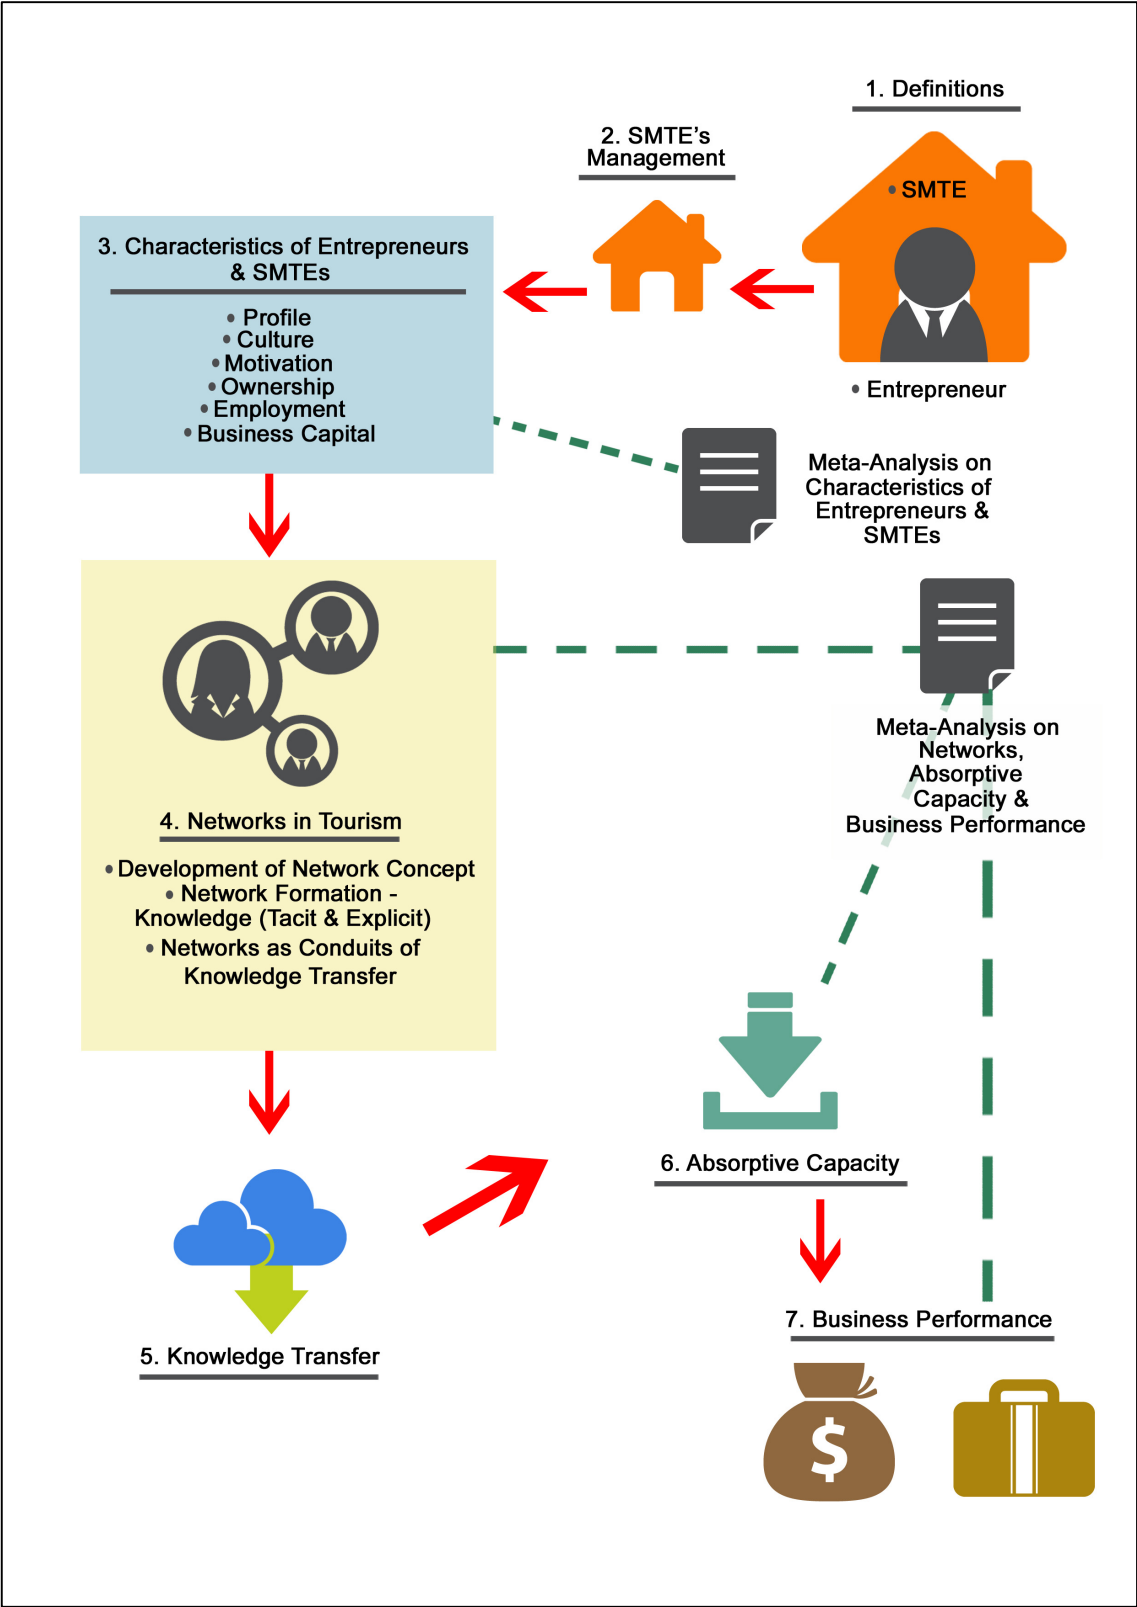 1. Definitions
• SMTE
• Entrepreneur
2. SMTE's
Management
3. Characteristics of Entrepreneurs
& SMTEs
• Profile
• Culture
• Motivation
• Ownership
• Employment
• Business Capital
Meta-Analysis on
Characteristics of
Entrepreneurs &
SMTEs
4. Networks in Tourism
• Development of Network Concept
• Network Formation -
Knowledge (Tacit & Explicit)
• Networks as Conduits of
Knowledge Transfer
Meta-Analysis on
Networks,
Absorptive
Capacity &
Business Performance
5. Knowledge Transfer
6. Absorptive Capacity
7. Business Performance
$